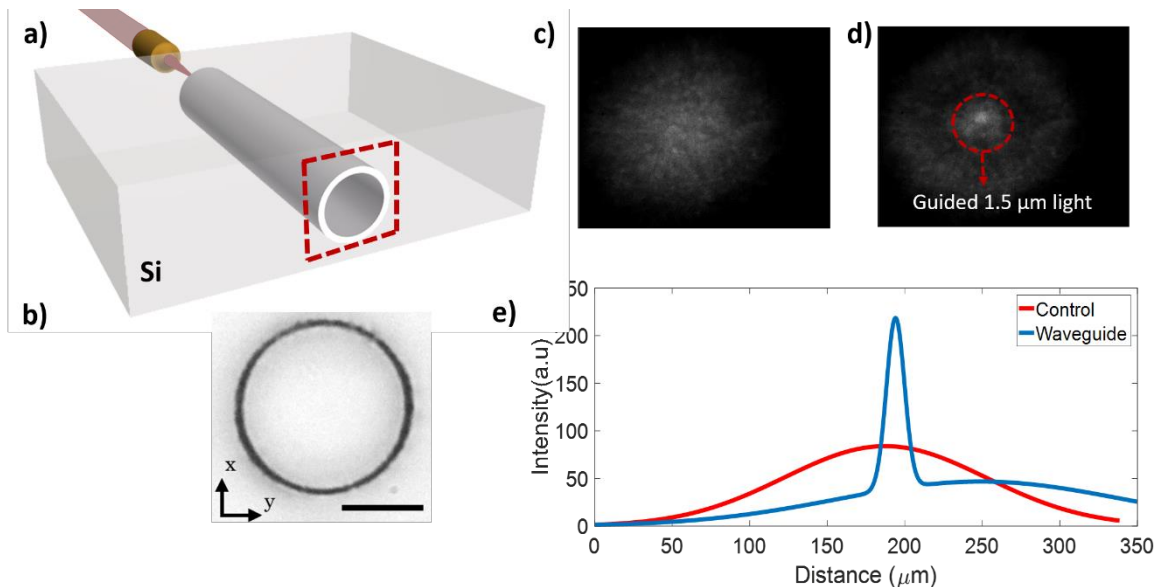 a)
Si
b)
x
y
c)
d)
Guided 1.5 µm light
e)
Control
Waveguide
Intensity(a.u)
50
200
150
100
50
0
0 50 100 150 200 250 300 350
Distance (µm)